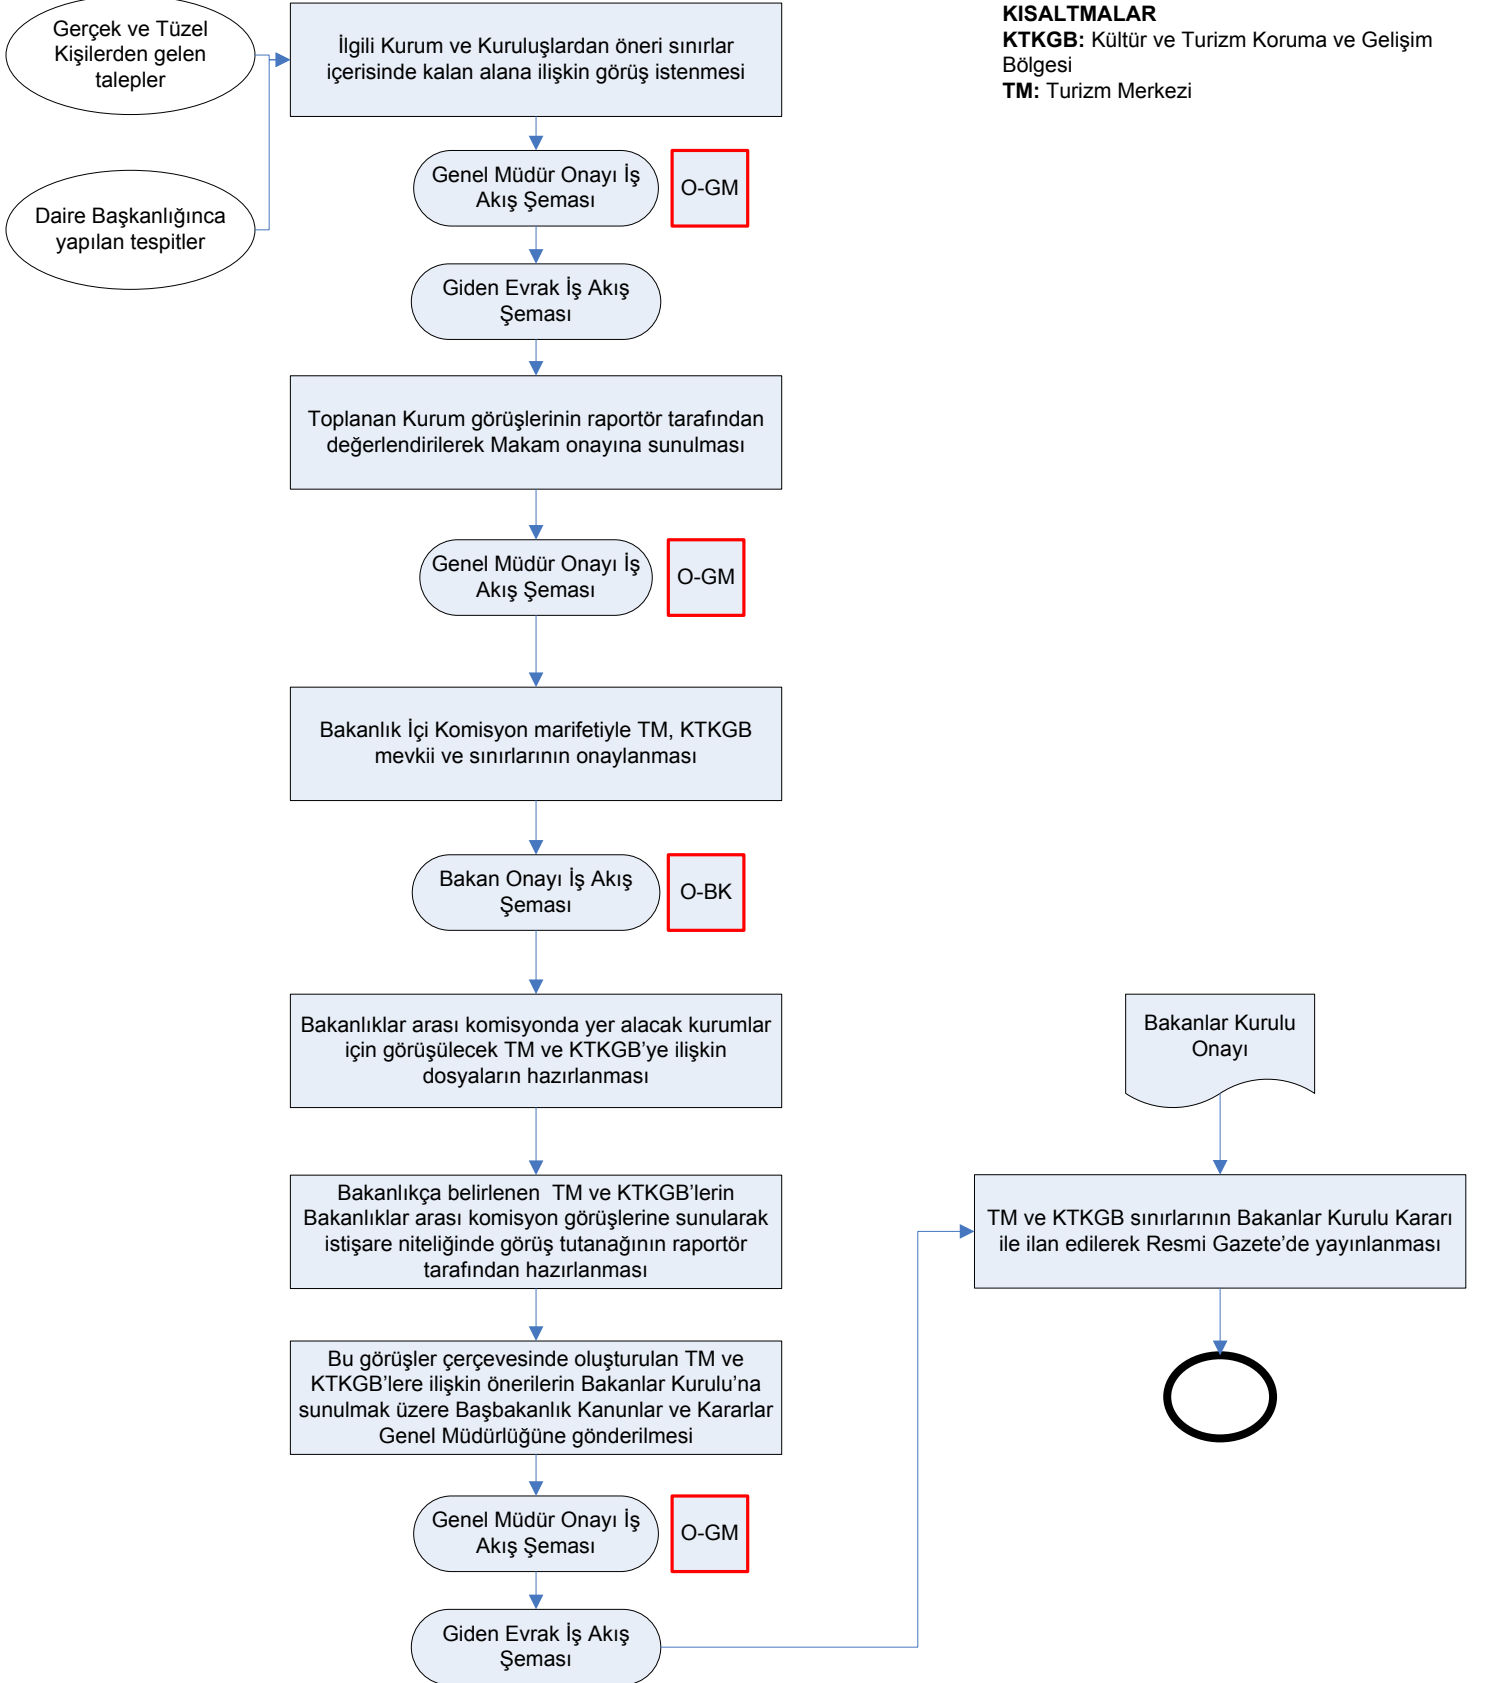 Gerçek ve Tüzel
Kişilerden gelen
talepler
İlgili Kurum ve Kuruluşlardan öneri sınırlar
içerisinde kalan alana ilişkin görüş istenmesi
KISALTMALAR
KTKGB: Kültür ve Turizm Koruma ve Gelişim
Bölgesi
TM: Turizm Merkezi
Genel Müdür Onayı İş
Akış Şeması
O-GM
Daire Başkanlığınca
yapılan tespitler
Giden Evrak İş Akış
Şeması
Toplanan Kurum görüşlerinin raportör tarafından
değerlendirilerek Makam onayına sunulması
Genel Müdür Onayı İş
Akış Şeması
O-GM
Bakanlık İçi Komisyon marifetiyle TM, KTKGB
mevkii ve sınırlarının onaylanması
Bakan Onayı İş Akış
Şeması
O-BK
Bakanlıklar arası komisyonda yer alacak kurumlar
için görüşülecek TM ve KTKGB’ye ilişkin
dosyaların hazırlanması
Bakanlıkça belirlenen  TM ve KTKGB’lerin
Bakanlıklar arası komisyon görüşlerine sunularak
istişare niteliğinde görüş tutanağının raportör
tarafından hazırlanması
Bu görüşler çerçevesinde oluşturulan TM ve
KTKGB’lere ilişkin önerilerin Bakanlar Kurulu’na
sunulmak üzere Başbakanlık Kanunlar ve Kararlar
Genel Müdürlüğüne gönderilmesi
Genel Müdür Onayı İş
Akış Şeması
O-GM
Giden Evrak İş Akış
Şeması
Bakanlar Kurulu
Onayı
TM ve KTKGB sınırlarının Bakanlar Kurulu Kararı
ile ilan edilerek Resmi Gazete’de yayınlanması